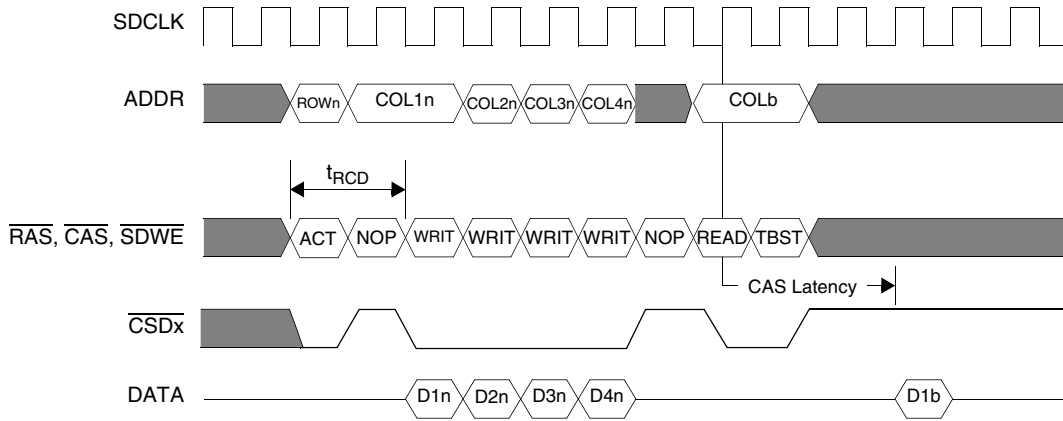 SDCLK
ADDR ROWn COL1n COL2n COL3n COL4n COLb
tRCD
RAS, CAS, SDWE ACT NOP WRIT WRIT WRIT WRIT NOP READ TBST
CAS Latency
CSDx
DATA D1n D2n D3n D4n D1b